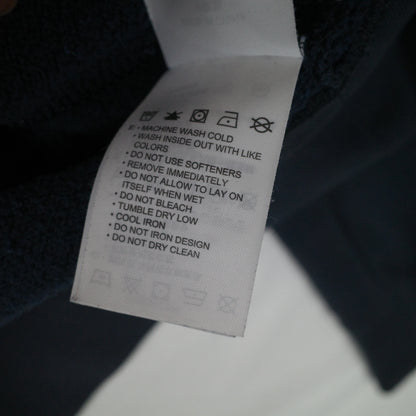 • MACHINE WASH COLD
• WASH INSIDE OUT WITH LIKE
COLORS
• DO NOT USE SOFTENERS
• REMOVE IMMEDIATELY
• DO NOT ALLOW TO LAY ON
ITSELF WHEN WET
• DO NOT BLEACH
• TUMBLE DRY LOW
• COOL IRON
• DO NOT IRON DESIGN
• DO NOT DRY CLEAN